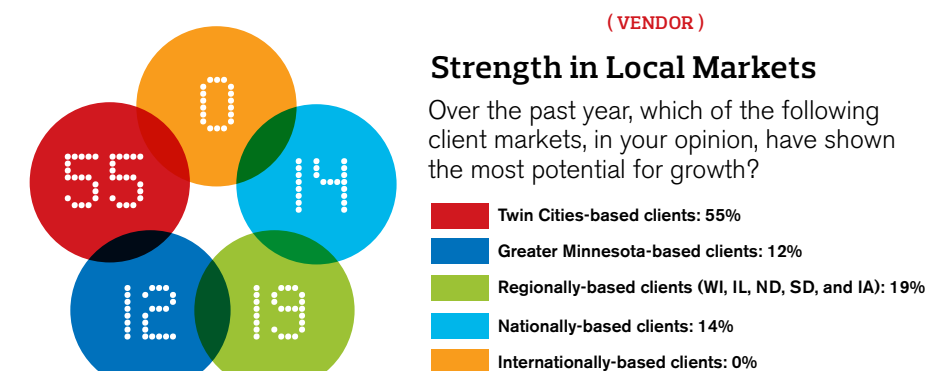 ( VENDOR )
Strength in Local Markets
Over the past year, which of the following
client markets, in your opinion, have shown
the most potential for growth?
Twin Cities-based clients: 55%
Greater Minnesota-based clients: 12%
Regionally-based clients (WI, IL, ND, SD, and IA): 19%
Nationally-based clients: 14%
Internationally-based clients: 0%
0
55
14
12
19